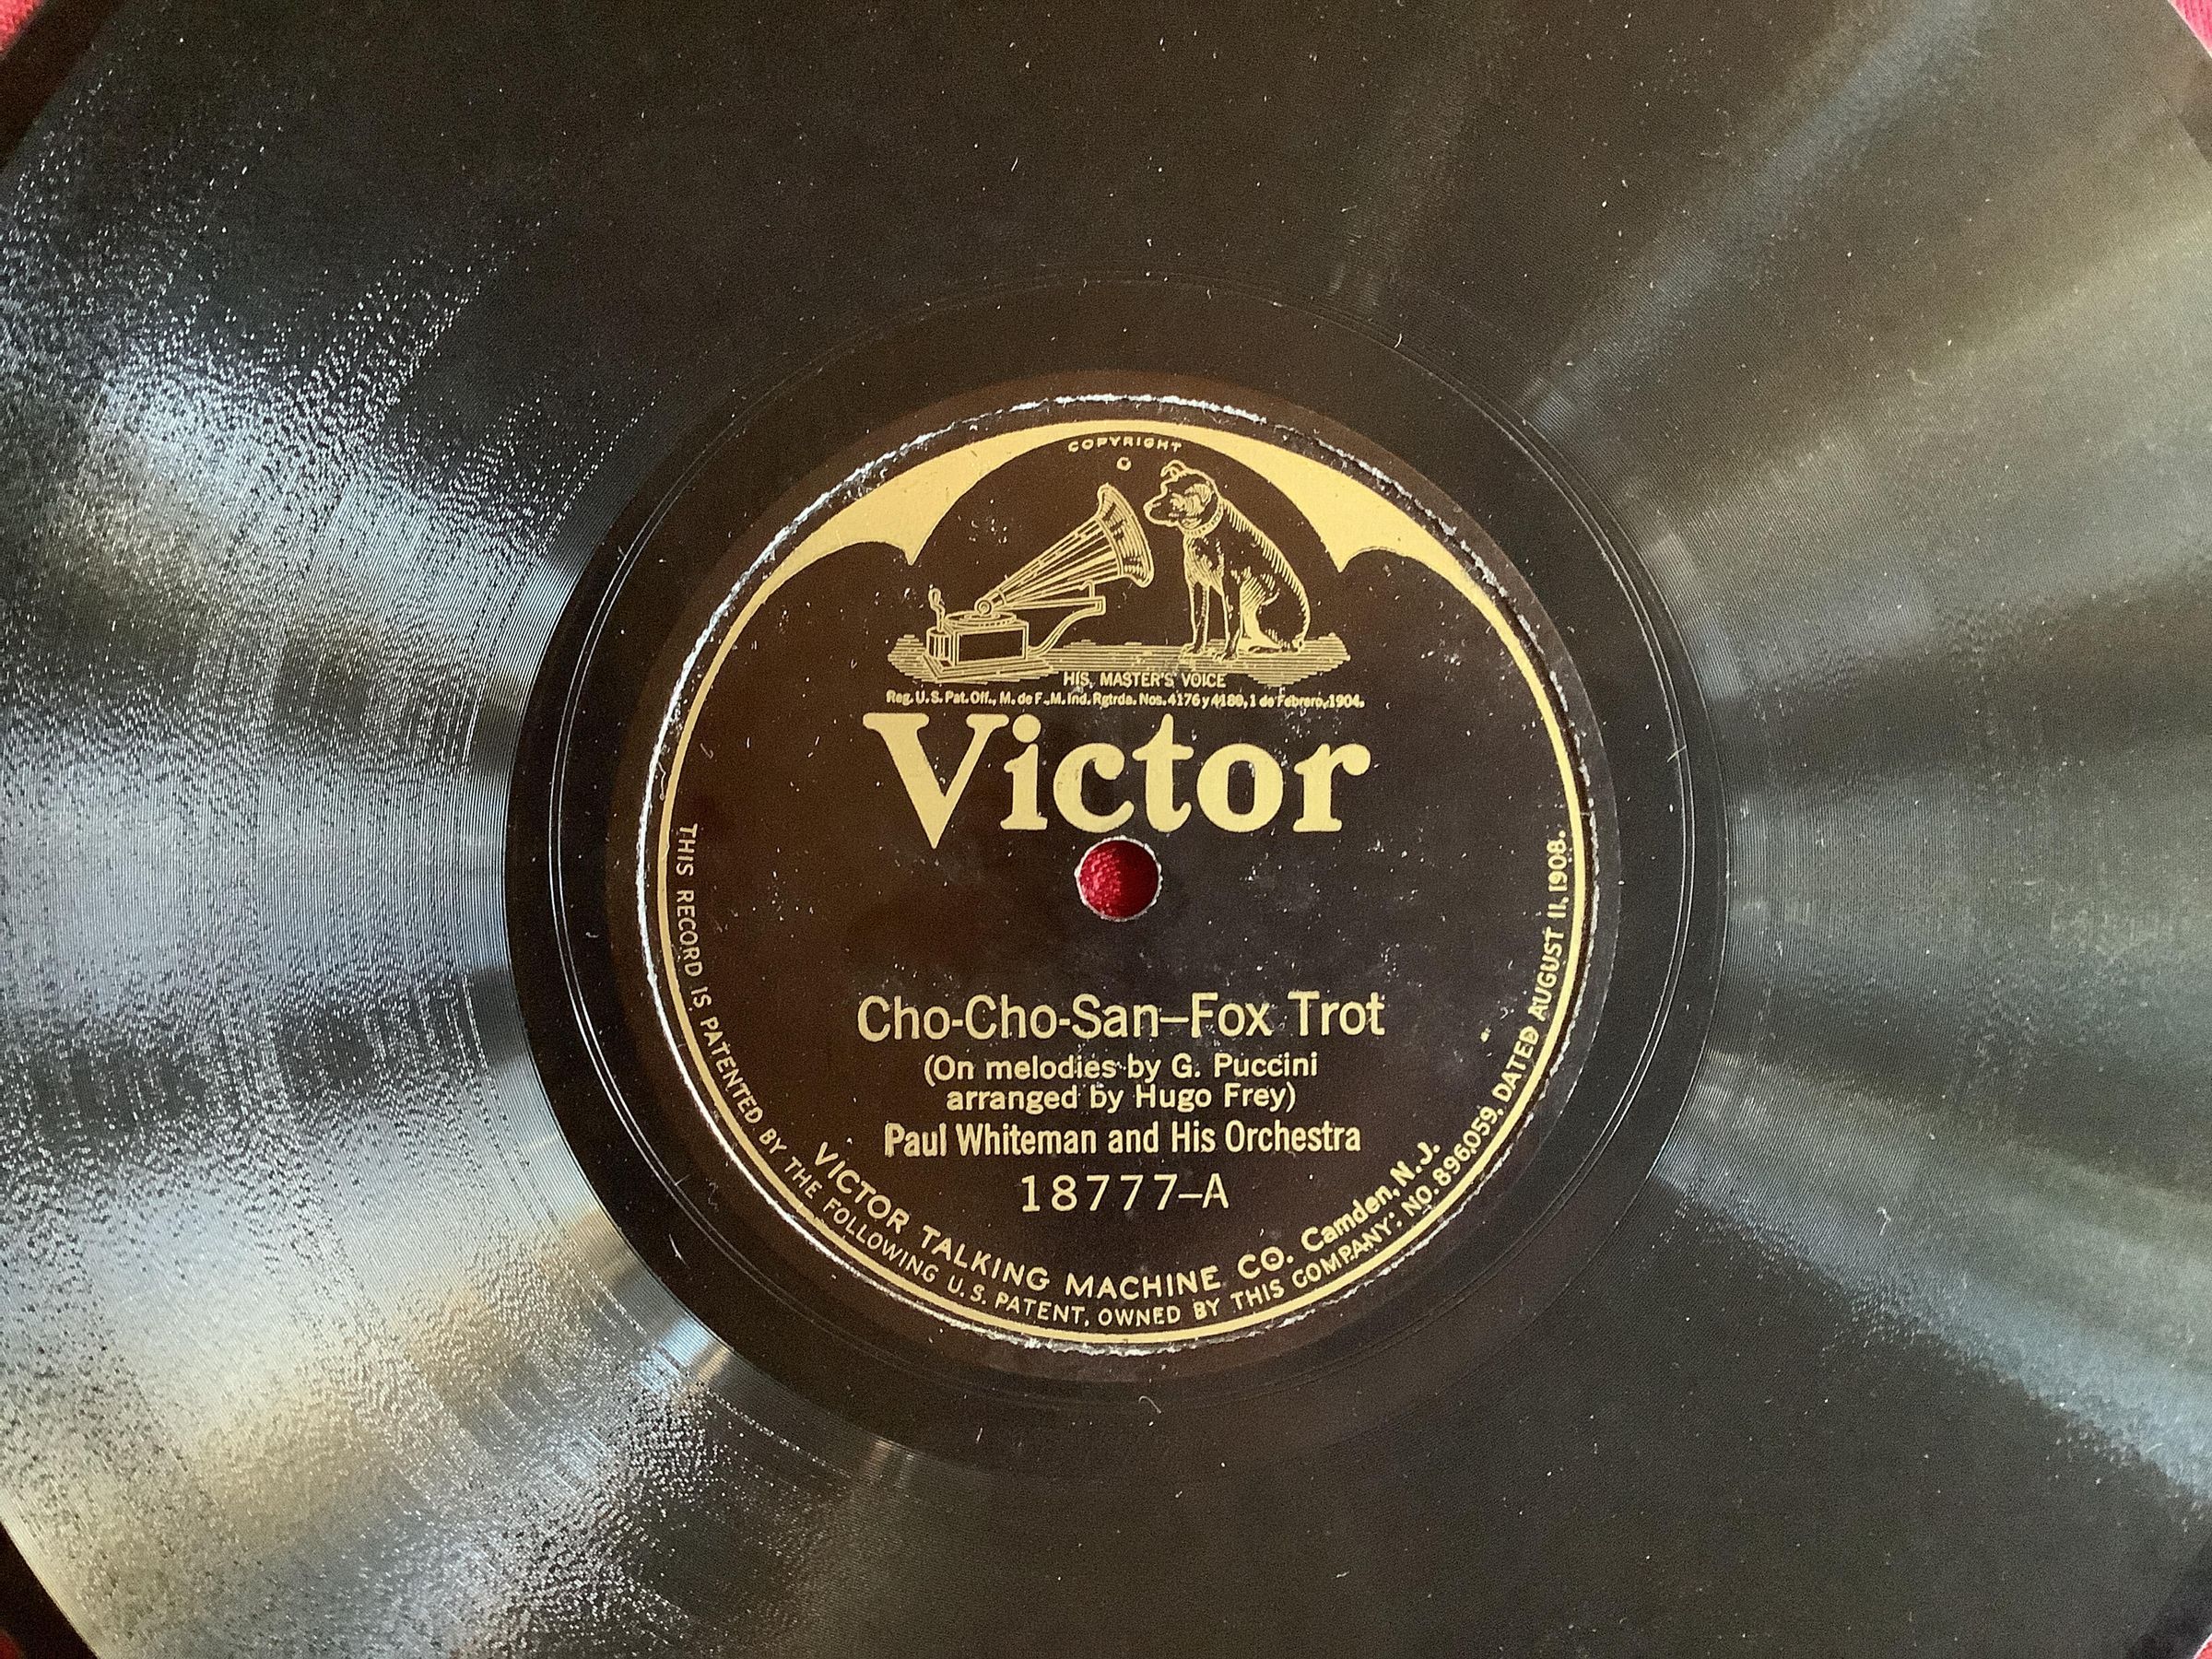 COPYRIGHT
HIS MASTER'S VOICE
Reg. U.S. Pat. Off., M. de F., M. Ind. Rgtrda. Nos. 4176 y 4180, 1 de Febrero, 1904.
Victor
Cho-Cho-San–Fox Trot
(On melodies by G. Puccini
arranged by Hugo Frey)
Paul Whiteman and His Orchestra
18777–A
VICTOR TALKING MACHINE CO. Camden, N.J.
THIS RECORD IS PATENTED BY THE FOLLOWING U.S. PATENT, OWNED BY THIS COMPANY: NO. 896,059, DATED AUGUST 11, 1908.